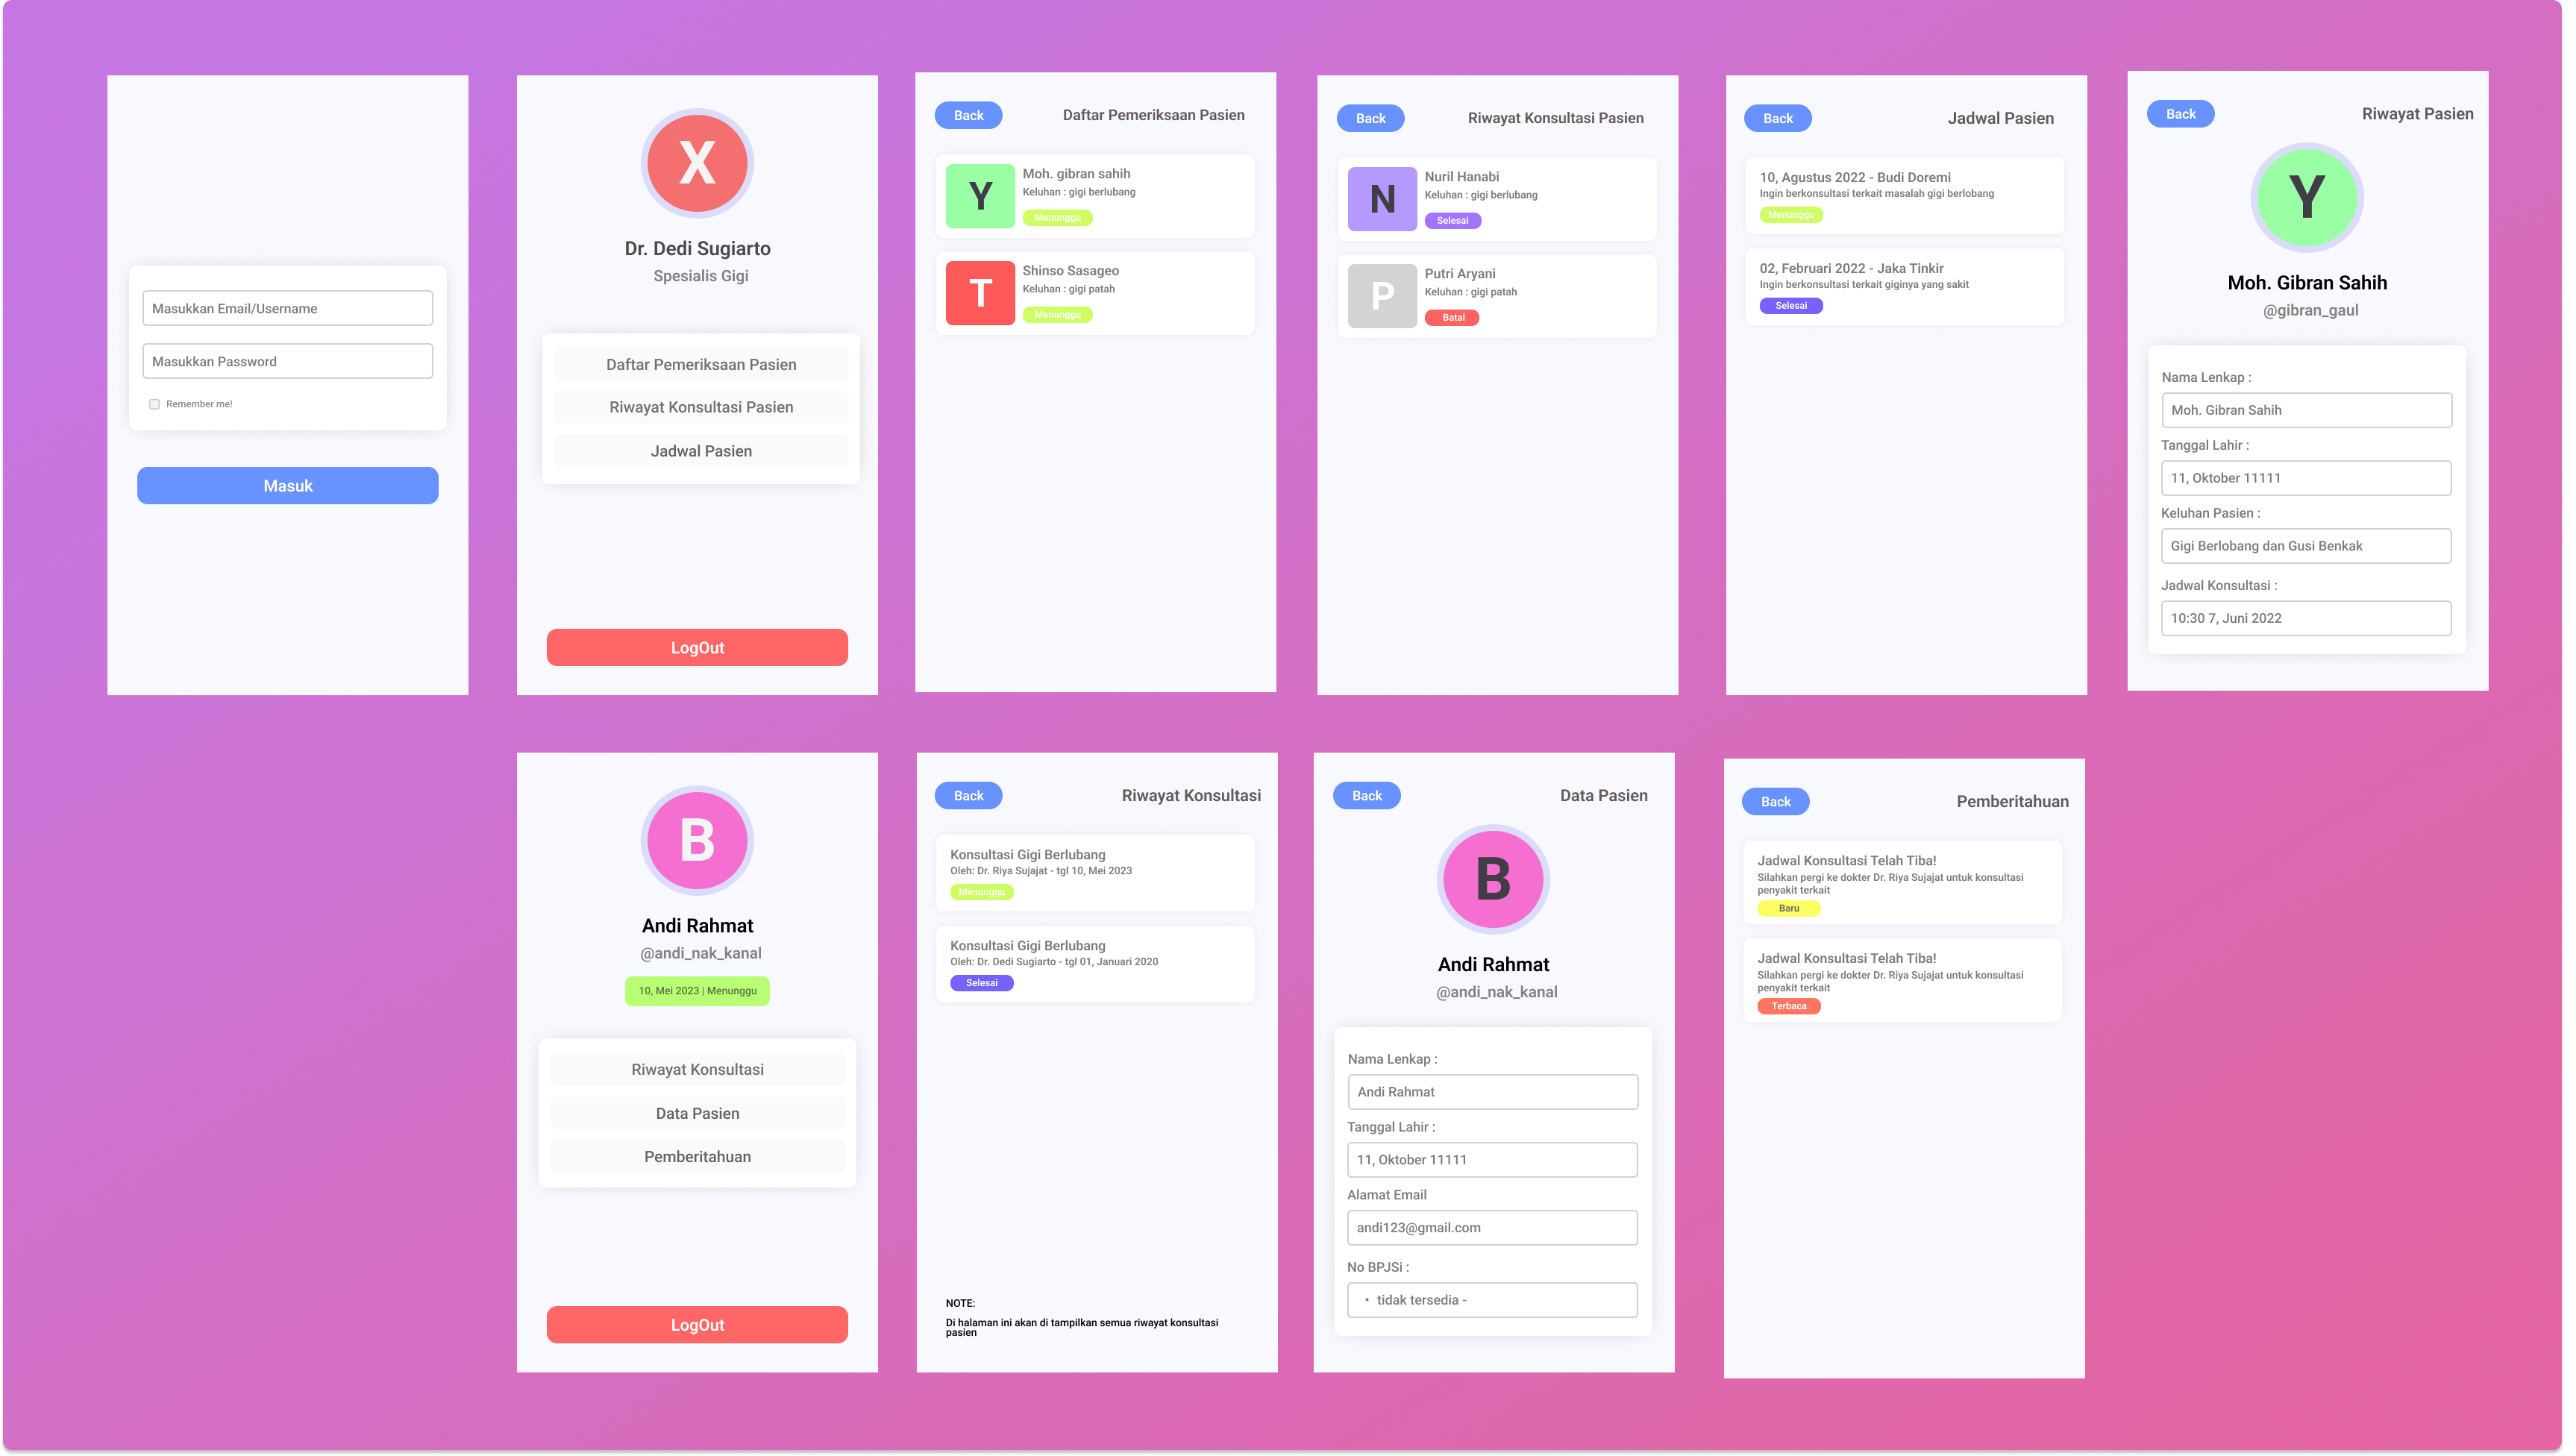 Masukkan Email/Username
Masukkan Password
Remember me!
Masuk
X
Dr. Dedi Sugiarto
Spesialis Gigi
Daftar Pemeriksaan Pasien
Riwayat Konsultasi Pasien
Jadwal Pasien
LogOut
Back
Daftar Pemeriksaan Pasien
Y
Moh. gibran sahih
Keluhan : gigi berlubang
Menunggu
T
Shinso Sasageo
Keluhan : gigi patah
Menunggu
Back
Riwayat Konsultasi Pasien
N
Nuril Hanabi
Keluhan : gigi berlubang
Selesai
P
Putri Aryani
Keluhan : gigi patah
Batal
Back
Jadwal Pasien
10, Agustus 2022 - Budi Doremi
Ingin berkonsultasi terkait masalah gigi berlobang
Menunggu
02, Februari 2022 - Jaka Tinkir
Ingin berkonsultasi terkait giginya yang sakit
Selesai
Back
Riwayat Pasien
Y
Moh. Gibran Sahih
@gibran_gaul
Nama Lenkap :
Moh. Gibran Sahih
Tanggal Lahir :
11, Oktober 11111
Keluhan Pasien :
Gigi Berlobang dan Gusi Benkak
Jadwal Konsultasi :
10:30 7, Juni 2022
B
Andi Rahmat
@andi_nak_kanal
10, Mei 2023 | Menunggu
Riwayat Konsultasi
Data Pasien
Pemberitahuan
LogOut
Back
Riwayat Konsultasi
Konsultasi Gigi Berlubang
Oleh: Dr. Riya Sujajat - tgl 10, Mei 2023
Menunggu
Konsultasi Gigi Berlubang
Oleh: Dr. Dedi Sugiarto - tgl 01, Januari 2020
Selesai
NOTE:
Di halaman ini akan di tampilkan semua riwayat konsultasi
pasien
Back
Data Pasien
B
Andi Rahmat
@andi_nak_kanal
Nama Lenkap :
Andi Rahmat
Tanggal Lahir :
11, Oktober 11111
Alamat Email
andi123@gmail.com
No BPJSi :
• tidak tersedia -
Back
Pemberitahuan
Jadwal Konsultasi Telah Tiba!
Silahkan pergi ke dokter Dr. Riya Sujajat untuk konsultasi
penyakit terkait
Baru
Jadwal Konsultasi Telah Tiba!
Silahkan pergi ke dokter Dr. Riya Sujajat untuk konsultasi
penyakit terkait
Terbaca